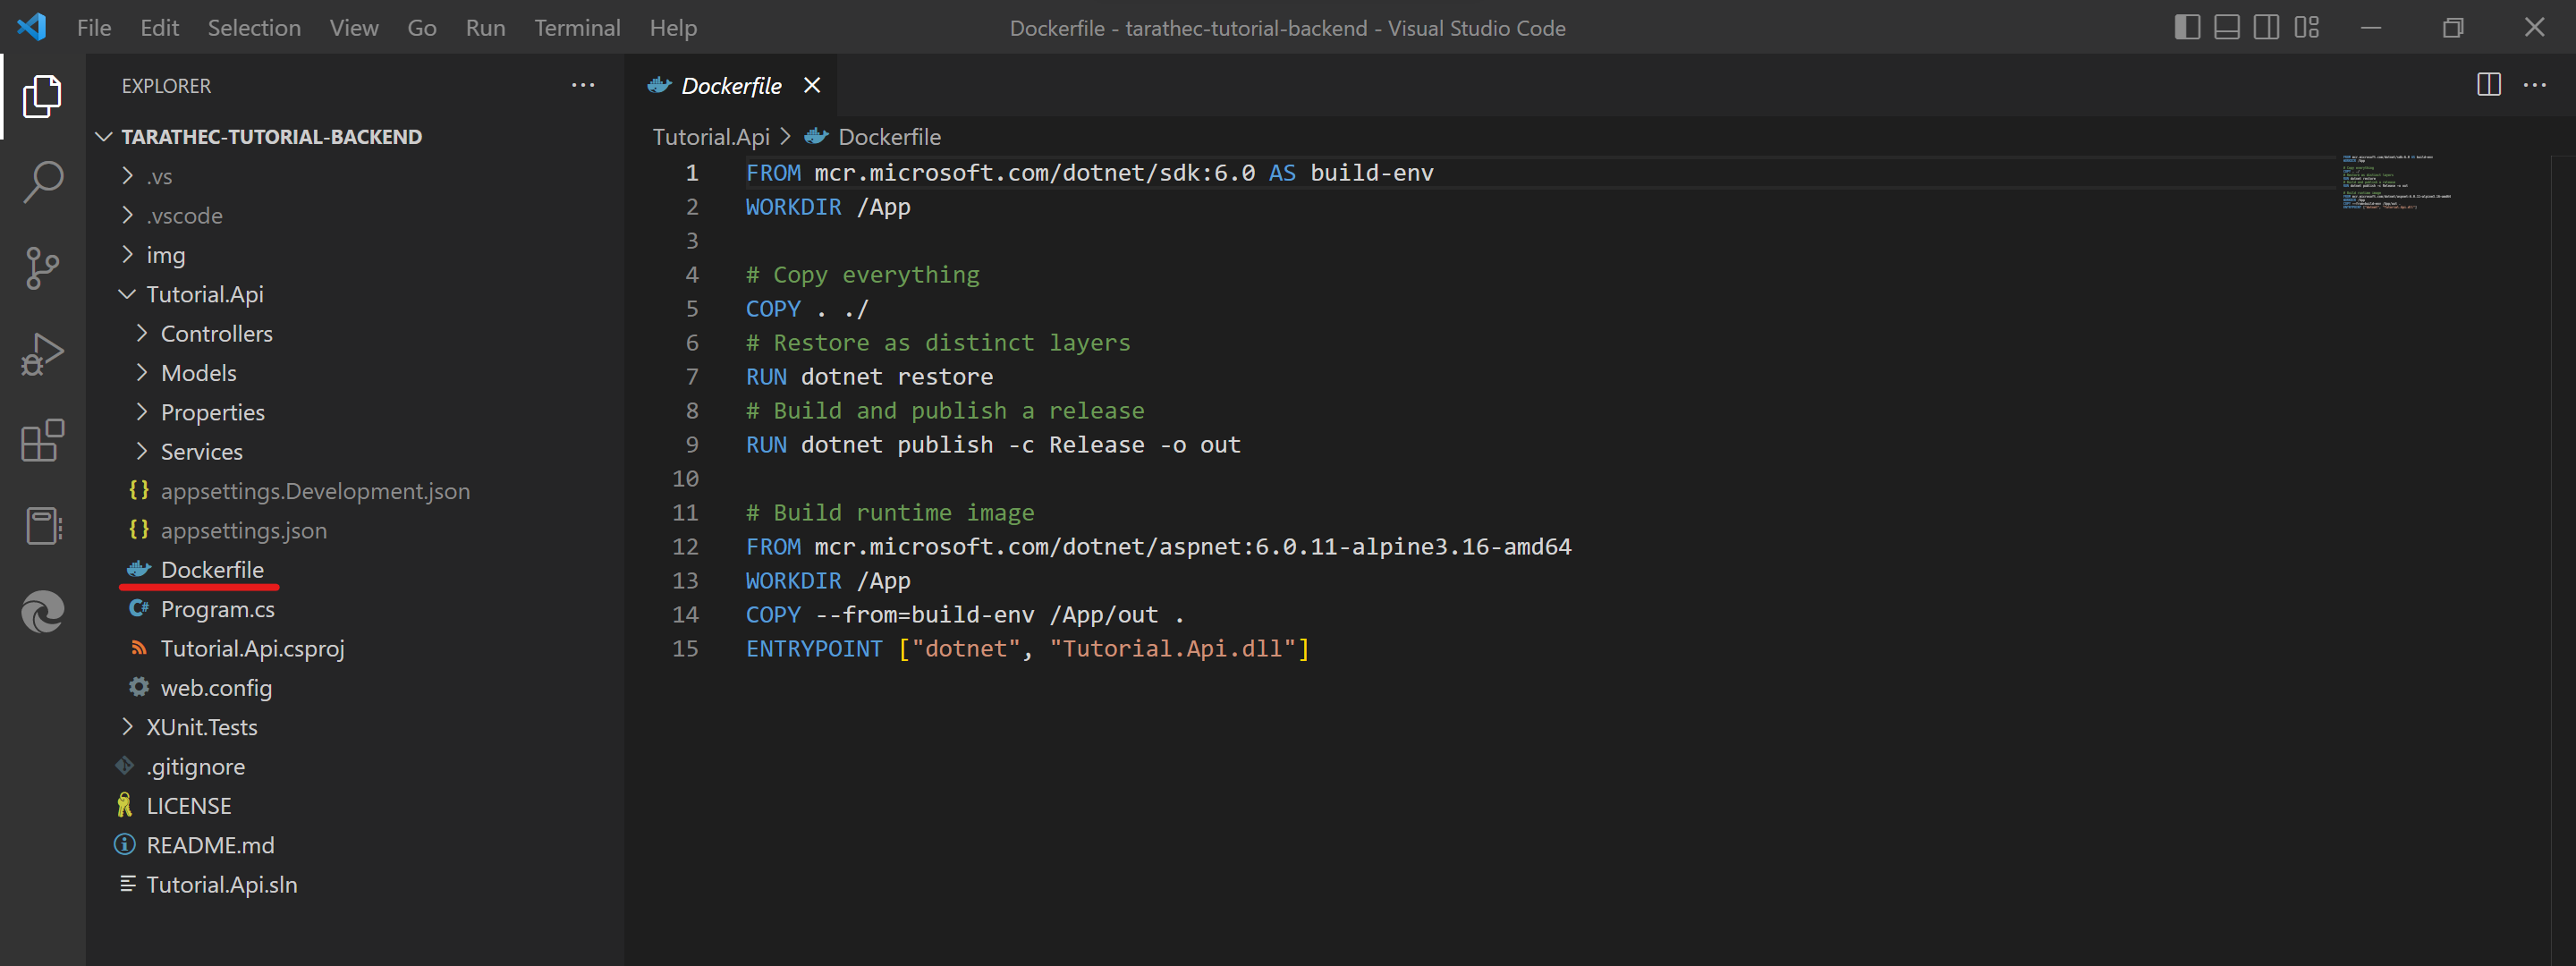 File Edit Selection View Go Run Terminal Help
Dockerfile - tarathec-tutorial-backend - Visual Studio Code
EXPLORER
TARATHEC-TUTORIAL-BACKEND
.vs
.vscode
img
Tutorial.Api
Controllers
Models
Properties
Services
appsettings.Development.json
appsettings.json
Dockerfile
Program.cs
Tutorial.Api.csproj
web.config
XUnit.Tests
.gitignore
LICENSE
README.md
Tutorial.Api.sln
Dockerfile
Tutorial.Api > Dockerfile
1 FROM mcr.microsoft.com/dotnet/sdk:6.0 AS build-env
2 WORKDIR /App
3
4 # Copy everything
5 COPY . ./
6 # Restore as distinct layers
7 RUN dotnet restore
8 # Build and publish a release
9 RUN dotnet publish -c Release -o out
10
11 # Build runtime image
12 FROM mcr.microsoft.com/dotnet/aspnet:6.0.11-alpine3.16-amd64
13 WORKDIR /App
14 COPY --from=build-env /App/out .
15 ENTRYPOINT ["dotnet", "Tutorial.Api.dll"]